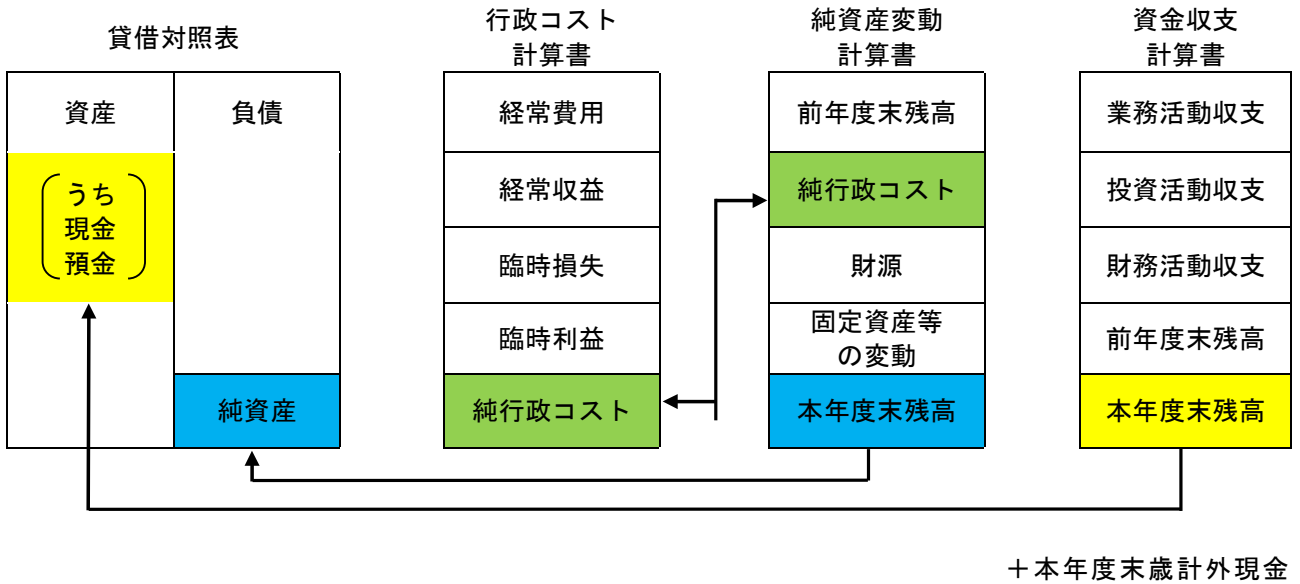 貸借対照表
資産
負債
うち
現金
預金
純資産
行政コスト
計算書
経常費用
経常収益
臨時損失
臨時利益
純行政コスト
純資産変動
計算書
前年度末残高
純行政コスト
財源
固定資産等
の変動
本年度末残高
資金収支
計算書
業務活動収支
投資活動収支
財務活動収支
前年度末残高
本年度末残高
+本年度末歳計外現金